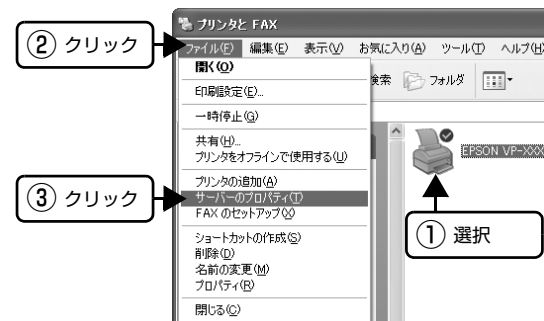 プリンタと FAX
② クリック
ファイル(F) 編集(E) 表示(V) お気に入り(A) ツール(T) ヘルプ(H)
検索 フォルダ
開く(O)
印刷設定(E)...
一時停止(G)
共有(H)...
プリンタをオフラインで使用する(U)
プリンタの追加(A)
③ クリック
サーバーのプロパティ(T)
FAX のセットアップ(X)
ショートカットの作成(S)
削除(D)
名前の変更(M)
プロパティ(R)
閉じる(C)
EPSON VP-XXX
① 選択